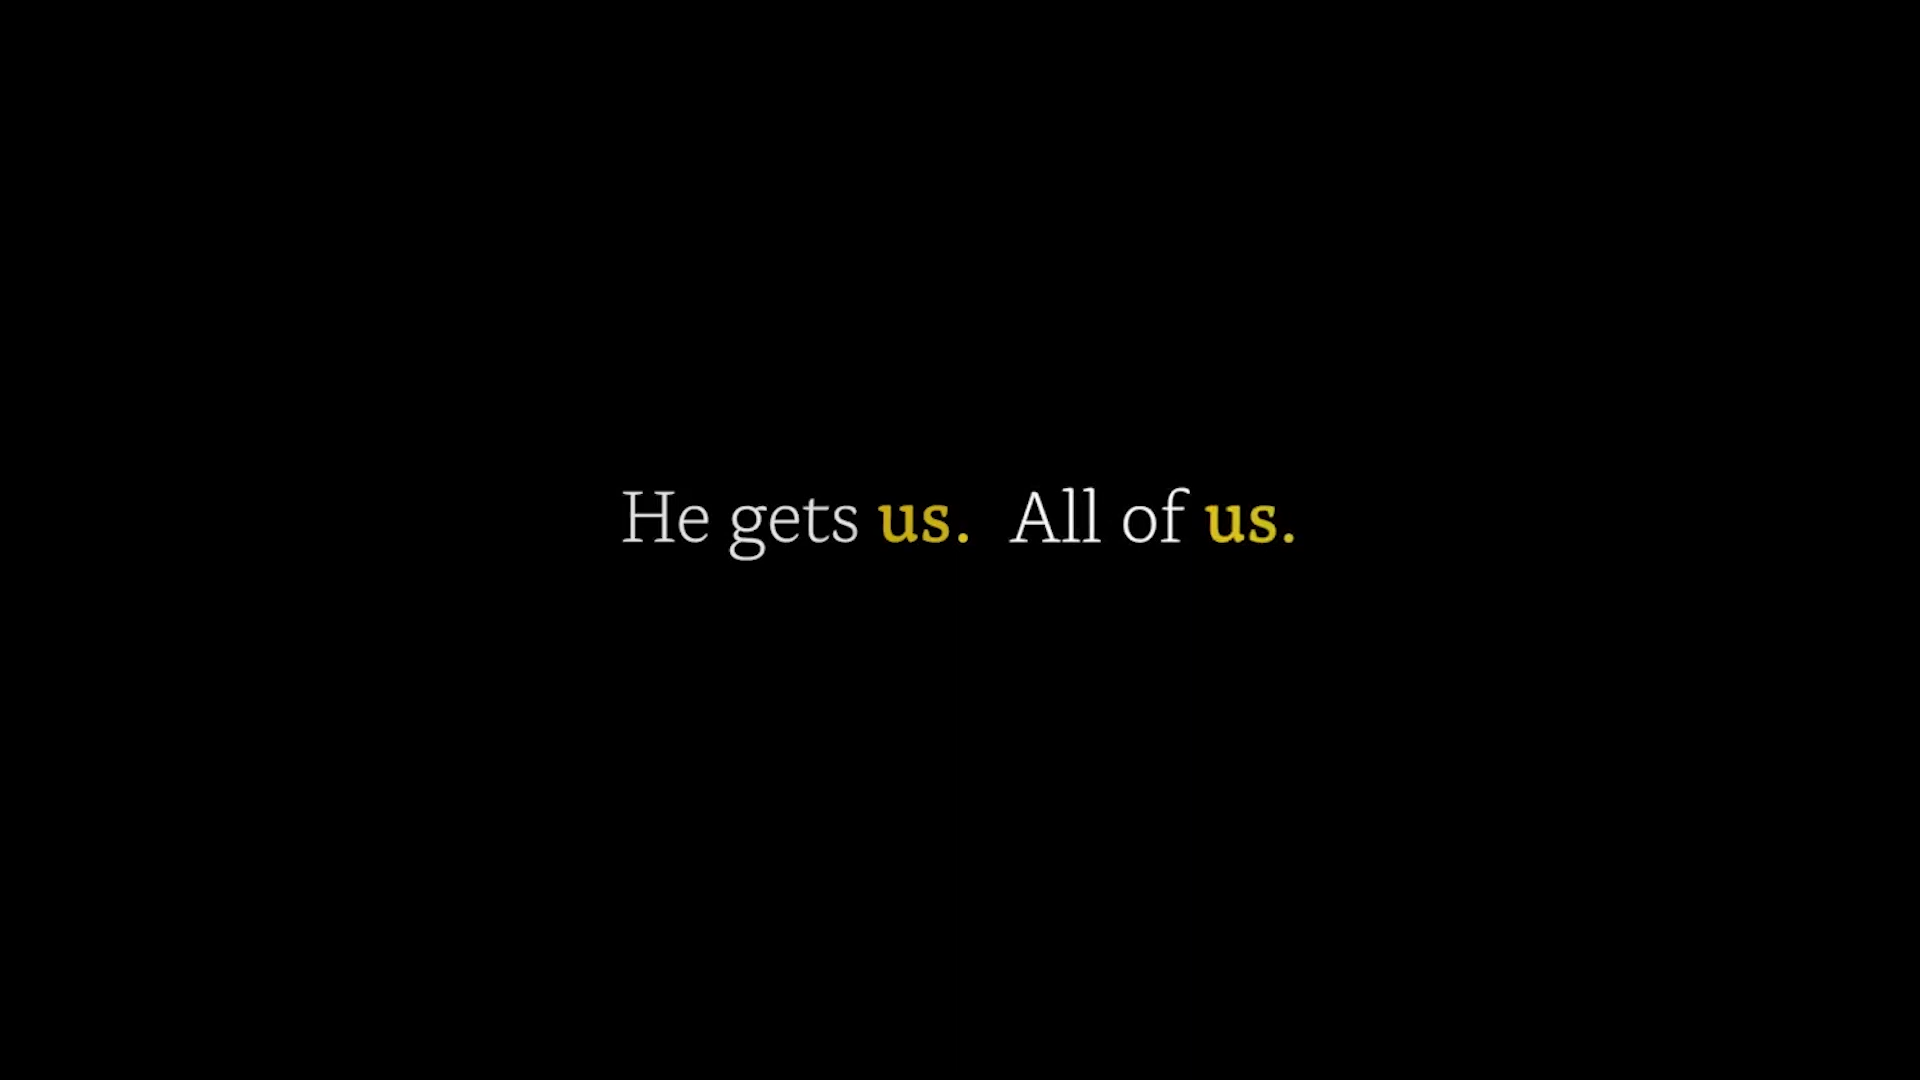 He gets us. All of us.